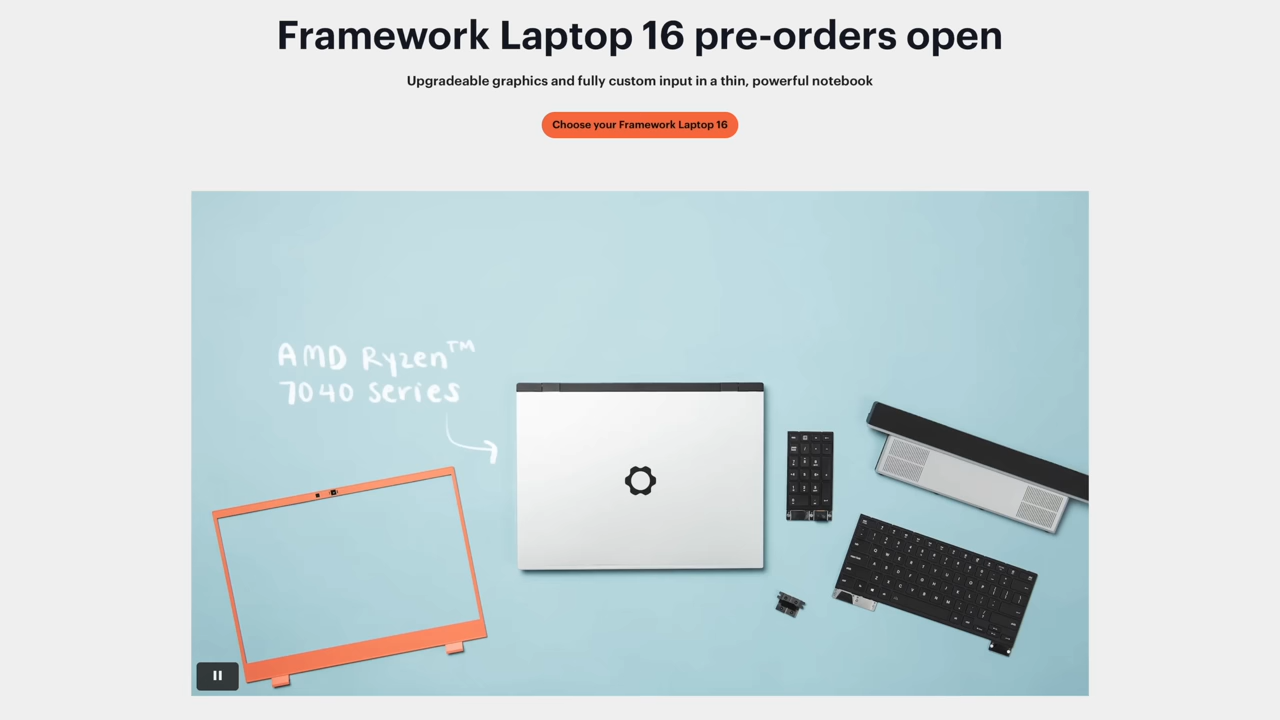 Framework Laptop 16 pre-orders open
Upgradeable graphics and fully custom input in a thin, powerful notebook
Choose your Framework Laptop 16
AMD Ryzen™
7040 series